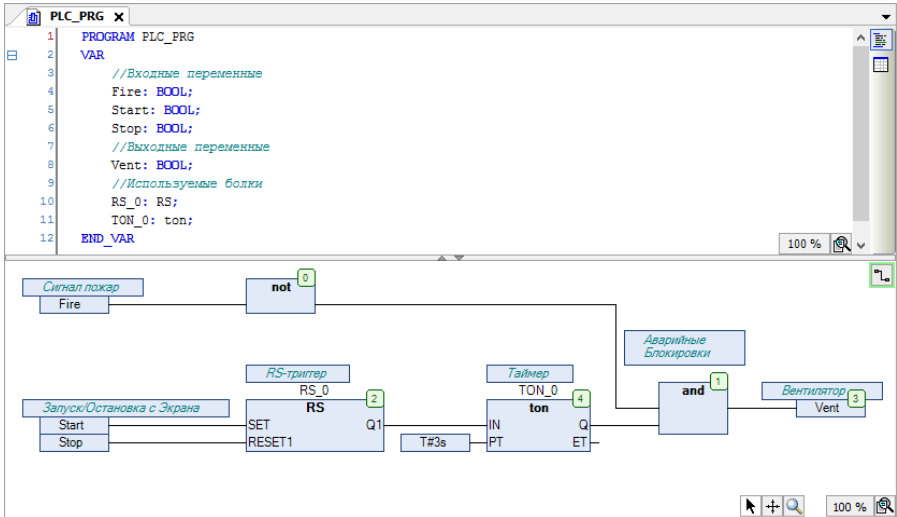 PLC_PRG X
1 PROGRAM PLC_PRG
2 VAR
3 //Входные переменные
4 Fire: BOOL;
5 Start: BOOL;
6 Stop: BOOL;
7 //Выходные переменные
8 Vent: BOOL;
9 //Используемые болки
10 RS_0: RS;
11 TON_0: ton;
12 END_VAR
100 %
Сигнал пожар
Fire
not
0
Аварийные
Блокировки
RS-триггер
RS_0
RS
2
SET
Q1
RESET1
Запуск/Остановка с Экрана
Start
Stop
Таймер
TON_0
ton
4
IN
Q
T#3s
PT
ET
and
1
Вентилятор
Vent
3
100 %